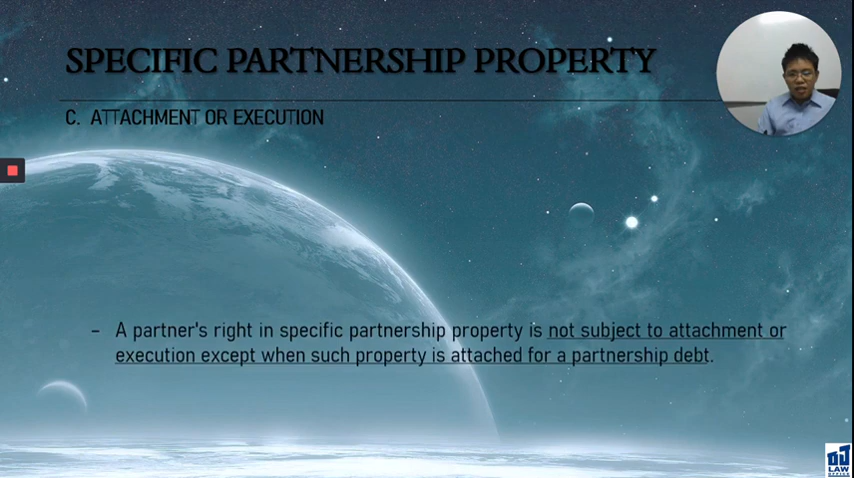 SPECIFIC PARTNERSHIP PROPERTY
C. ATTACHMENT OR EXECUTION
- A partner's right in specific partnership property is not subject to attachment or
execution except when such property is attached for a partnership debt.
LAW
OFFICE